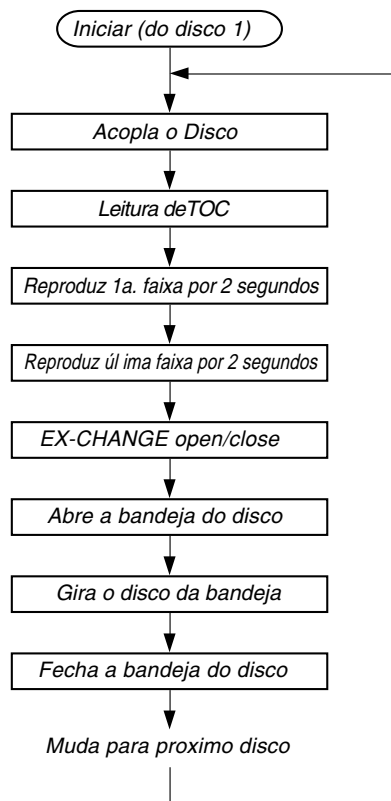 Iniciar (do disco 1)
Acopla o Disco
Leitura deTOC
Reproduz 1a. faixa por 2 segundos
Reproduz úl ima faixa por 2 segundos
EX-CHANGE open/close
Abre a bandeja do disco
Gira o disco da bandeja
Fecha a bandeja do disco
Muda para proximo disco